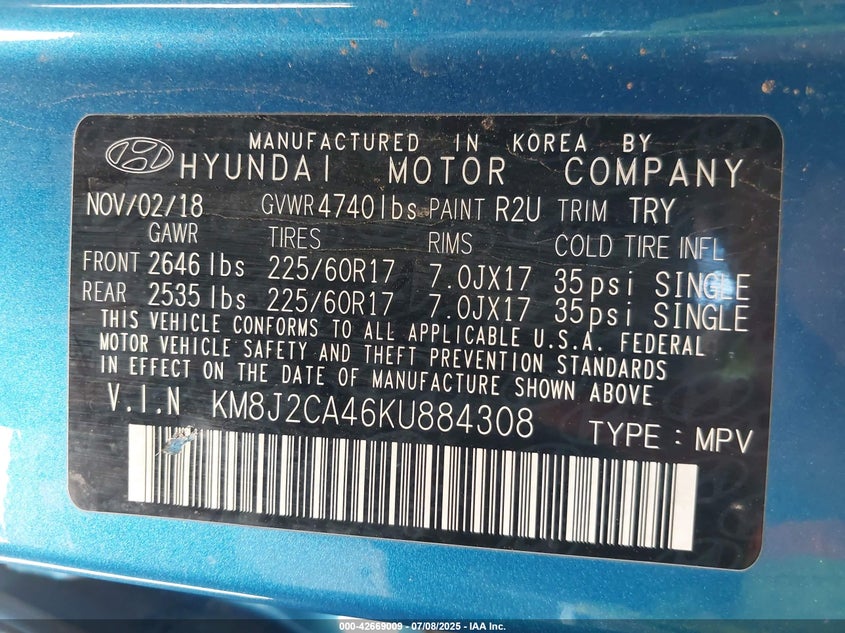 MANUFACTURED IN KOREA BY
HYUNDAI MOTOR COMPANY
NOV/02/18 GVWR 4740 lbs PAINT R2U TRIM TRY
GAWR TIRES RIMS COLD TIRE INFL
FRONT 2646 lbs 225/60R17 7.0JX17 35psi SINGLE
REAR 2535 lbs 225/60R17 7.0JX17 35psi SINGLE
THIS VEHICLE CONFORMS TO ALL APPLICABLE U.S.A. FEDERAL
MOTOR VEHICLE SAFETY AND THEFT PREVENTION STANDARDS
IN EFFECT ON THE DATE OF MANUFACTURE SHOWN ABOVE
V.I.N KM8J2CA46KU884308 TYPE : MPV
000-42669009 - 07/08/2025 - IAA Inc.